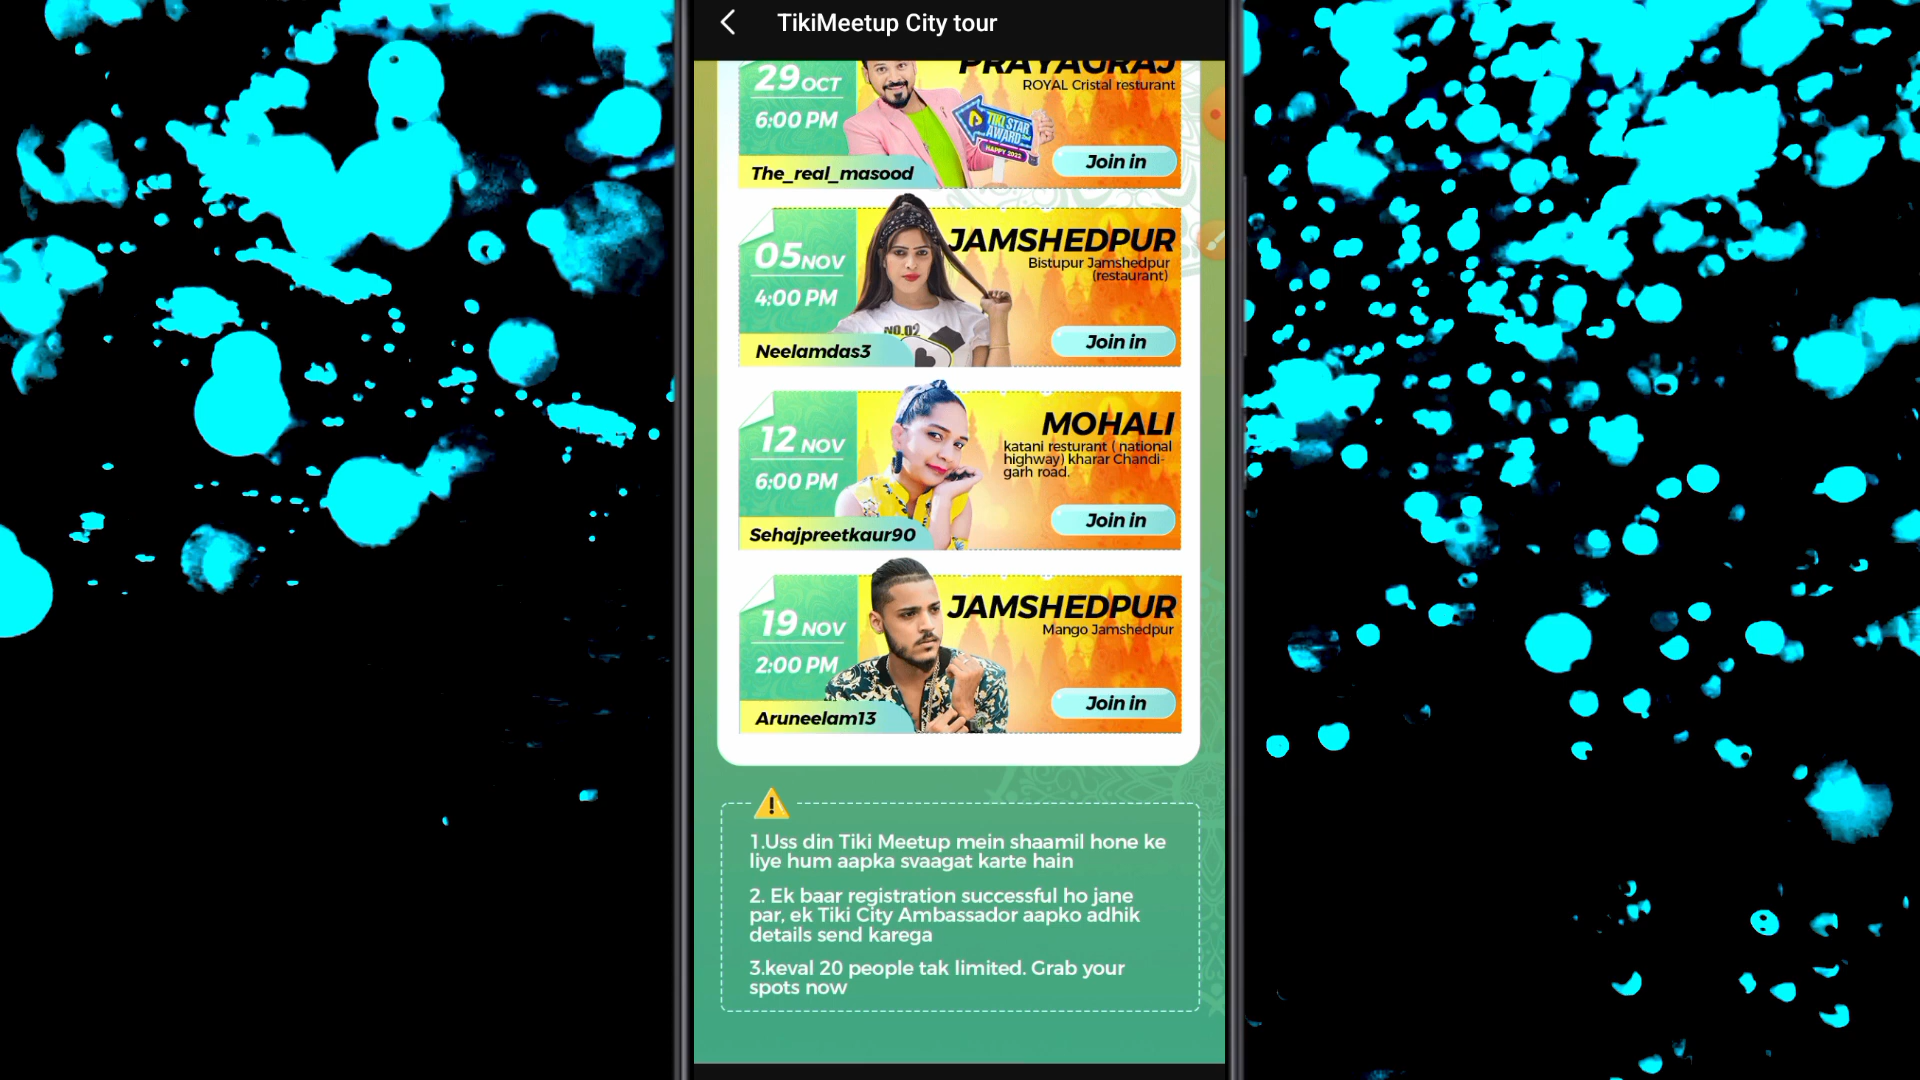 TikiMeetup City tour
29 OCT
6:00 PM
PRAYAGRAJ
ROYAL Cristal resturant
TIKI STAR
AWARD
HAPPY 2022
Join in
The_real_masood
05 NOV
4:00 PM
JAMSHEDPUR
Bistupur Jamshedpur
(restaurant)
NO.02
Join in
Neelamdas3
12 NOV
6:00 PM
MOHALI
katani resturant ( national
highway) kharar Chandi-
garh road.
Join in
Sehajpreetkaur90
19 NOV
2:00 PM
JAMSHEDPUR
Mango Jamshedpur
Join in
Aruneelam13
1.Uss din Tiki Meetup mein shaamil hone ke
liye hum aapka svaagat karte hain
2. Ek baar registration successful ho jane
par, ek Tiki City Ambassador aapko adhik
details send karega
3.keval 20 people tak limited. Grab your
spots now